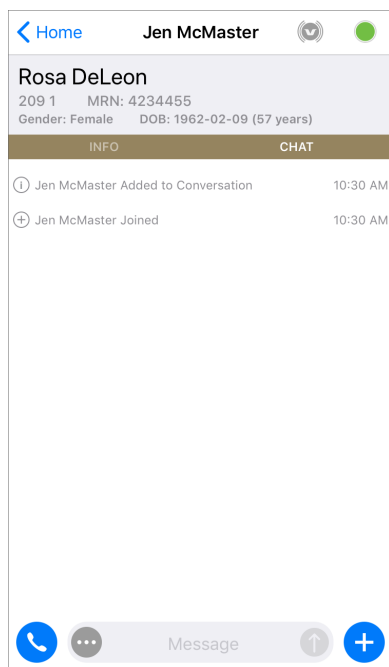 Home Jen McMaster
Rosa DeLeon
209 1 MRN: 4234455
Gender: Female DOB: 1962-02-09 (57 years)
INFO CHAT
Jen McMaster Added to Conversation 10:30 AM
Jen McMaster Joined 10:30 AM
Message